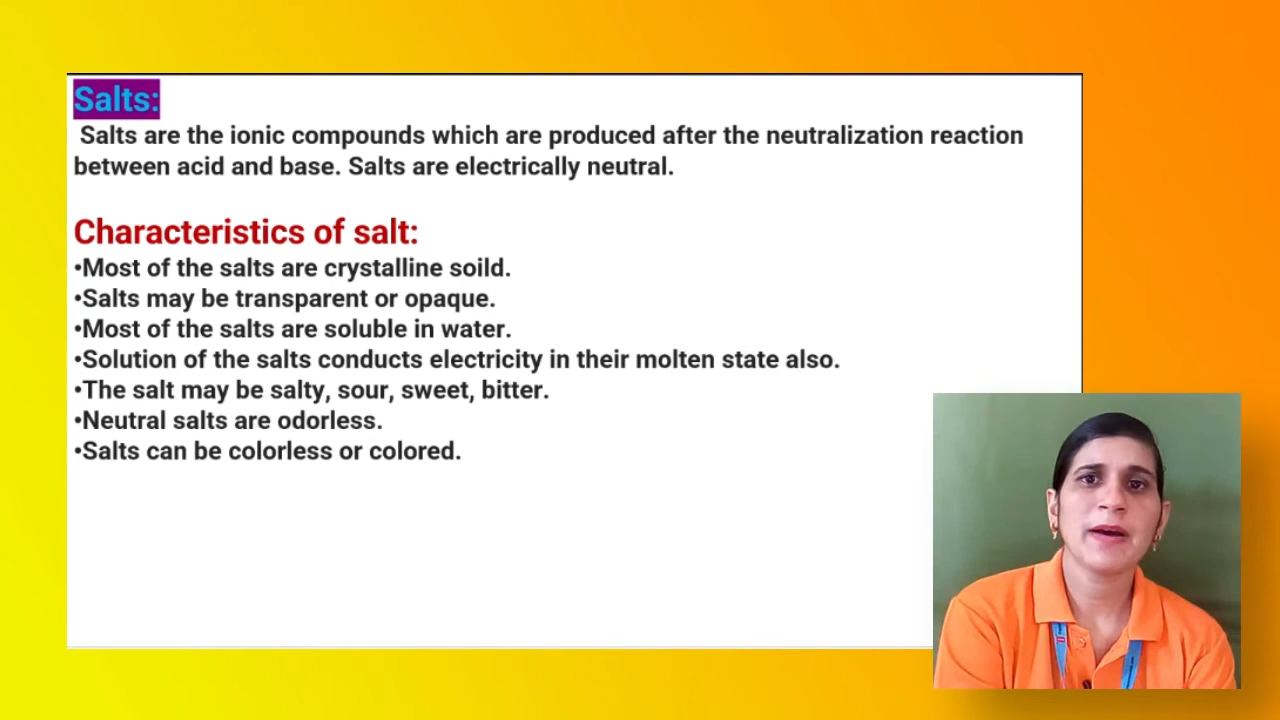 Salts:
Salts are the ionic compounds which are produced after the neutralization reaction
between acid and base. Salts are electrically neutral.
Characteristics of salt:
•Most of the salts are crystalline soild.
•Salts may be transparent or opaque.
•Most of the salts are soluble in water.
•Solution of the salts conducts electricity in their molten state also.
•The salt may be salty, sour, sweet, bitter.
•Neutral salts are odorless.
•Salts can be colorless or colored.